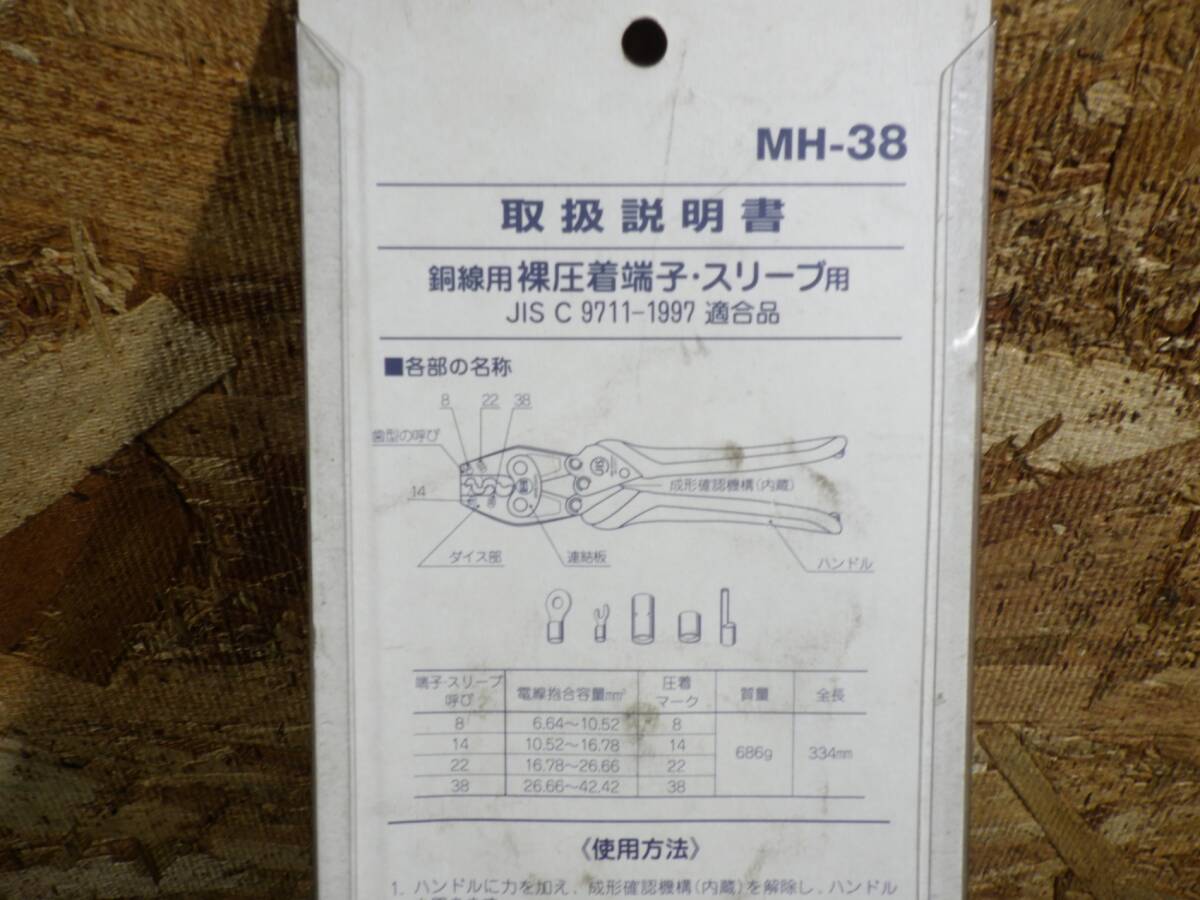 MH-38
取扱説明書
銅線用裸圧着端子・スリーブ用
JIS C 9711-1997 適合品
■各部の名称
8 22 38
歯型の呼び
14
成形確認機構(内蔵)
ダイス部 連結板 ハンドル
端子・スリーブ呼び 電線抱合容量mm² 圧着マーク 質量 全長
8 6.64〜10.52 8
14 10.52〜16.78 14
686g 334mm
22 16.78〜26.66 22
38 26.66〜42.42 38
《使用方法》
1. ハンドルに力を加え、成形確認機構(内蔵)を解除し、ハンドル